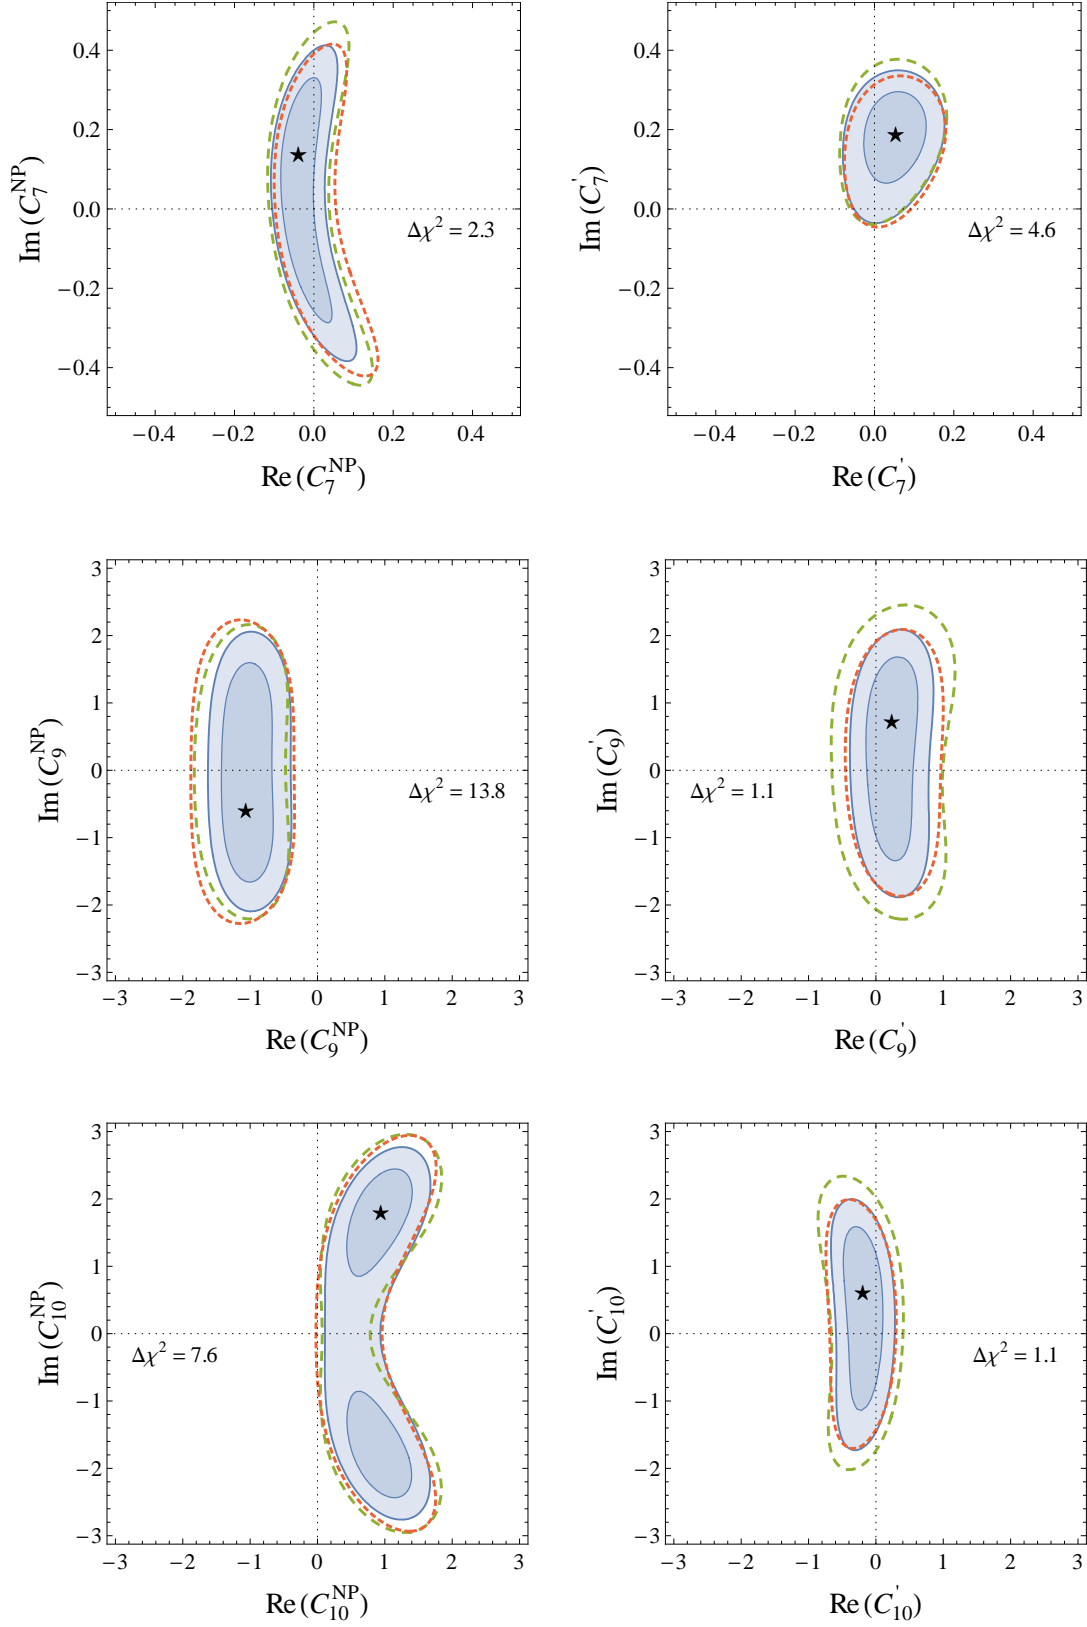 Im (C₇ᴺᴾ)
0.4
0.2
0.0
−0.2
−0.4
Δχ² = 2.3
−0.4 −0.2 0.0 0.2 0.4
Re (C₇ᴺᴾ)
Im (C₇')
0.4
0.2
0.0
−0.2
−0.4
Δχ² = 4.6
−0.4 −0.2 0.0 0.2 0.4
Re (C₇')
Im (C₉ᴺᴾ)
3
2
1
0
−1
−2
−3
Δχ² = 13.8
−3 −2 −1 0 1 2 3
Re (C₉ᴺᴾ)
Im (C₉')
3
2
1
0
−1
−2
−3
Δχ² = 1.1
−3 −2 −1 0 1 2 3
Re (C₉')
Im (C₁₀ᴺᴾ)
3
2
1
0
−1
−2
−3
Δχ² = 7.6
−3 −2 −1 0 1 2 3
Re (C₁₀ᴺᴾ)
Im (C₁₀')
3
2
1
0
−1
−2
−3
Δχ² = 1.1
−3 −2 −1 0 1 2 3
Re (C₁₀')